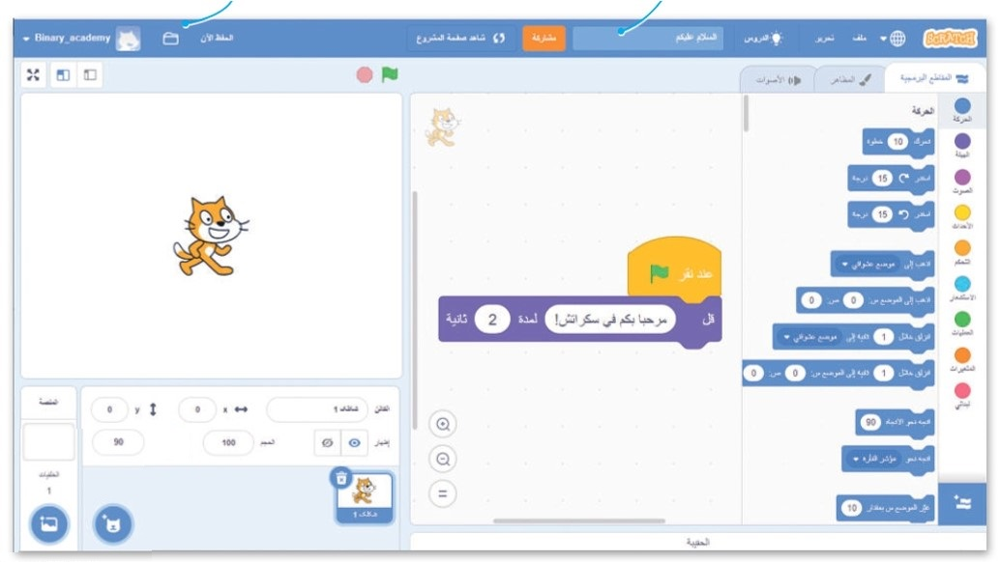 SCRATCH
ملف
تحرير
الدروس
السلام عليكم
مشاركة
شاهد صفحة المشروع
الحفظ الآن
Binary_academy
المقاطع البرمجية
المظاهر
الأصوات
الحركة
الهيئة
الصوت
الأحداث
التحكم
الاستشعار
العمليات
المتغيرات
لبناتي
الحركة
تحرك 10 خطوة
استدر 15 درجة
استدر 15 درجة
اذهب إلى موضع عشوائي
اذهب إلى الموضع س: 0 ص: 0
انزلق خلال 1 ثانية إلى موضع عشوائي
انزلق خلال 1 ثانية إلى الموضع س: 0 ص: 0
اتجه نحو الاتجاه 90
اتجه نحو مؤشر الفأرة
غيّر الموضع س بمقدار 10
عند نقر
قل مرحبا بكم في سكراتش! لمدة 2 ثانية
الحقيبة
الكائن
x 0
y 0
إظهار
الحجم 100
90
المنصة
الخلفيات
1